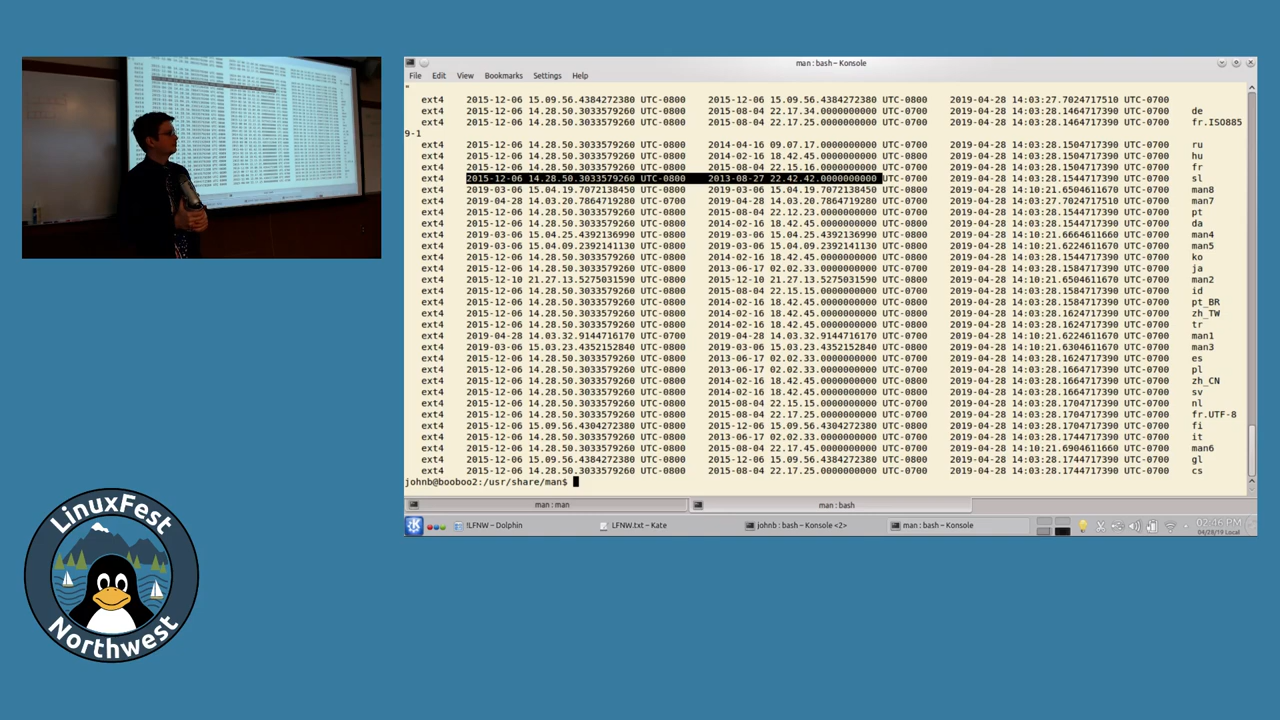 man : bash – Konsole
File Edit View Bookmarks Settings Help
"
ext4 2015-12-06 15.09.56.4384272380 UTC-0800 2015-12-06 15.09.56.4384272380 UTC-0800 2019-04-28 14:03:27.7024717510 UTC-0700
ext4 2015-12-06 14.28.50.3033579260 UTC-0800 2015-08-04 22.17.34.0000000000 UTC-0700 2019-04-28 14:03:28.1464717390 UTC-0700 de
ext4 2015-12-06 14.28.50.3033579260 UTC-0800 2015-08-04 22.17.25.0000000000 UTC-0700 2019-04-28 14:03:28.1464717390 UTC-0700 fr.ISO885
9-1
ext4 2015-12-06 14.28.50.3033579260 UTC-0800 2014-04-16 19.07.17.0000000000 UTC-0700 2019-04-28 14:03:28.1504717390 UTC-0700 ru
ext4 2015-12-06 14.28.50.3033579260 UTC-0800 2014-02-16 18.42.45.0000000000 UTC-0800 2019-04-28 14:03:28.1504717390 UTC-0700 hu
ext4 2015-12-06 14.28.50.3033579260 UTC-0800 2015-08-04 22.15.16.0000000000 UTC-0700 2019-04-28 14:03:28.1544717390 UTC-0700 fr
ext4 2015-12-06 14.28.50.3033579260 UTC-0800 2013-08-27 22.42.42.0000000000 UTC-0700 2019-04-28 14:03:28.1544717390 UTC-0700 sl
ext4 2019-03-06 15.04.19.7072138450 UTC-0800 2019-03-06 15.04.19.7072138450 UTC-0800 2019-04-28 14:10:21.6504611670 UTC-0700 man8
ext4 2019-04-28 14.03.20.7864719280 UTC-0700 2019-04-28 14.03.20.7864719280 UTC-0700 2019-04-28 14:03:27.7024717510 UTC-0700 man7
ext4 2015-12-06 14.28.50.3033579260 UTC-0800 2015-08-04 22.12.23.0000000000 UTC-0700 2019-04-28 14:03:28.1544717390 UTC-0700 pt
ext4 2015-12-06 14.28.50.3033579260 UTC-0800 2014-02-16 18.42.45.0000000000 UTC-0800 2019-04-28 14:03:28.1544717390 UTC-0700 da
ext4 2019-03-06 15.04.25.4392136990 UTC-0800 2019-03-06 15.04.25.4392136990 UTC-0800 2019-04-28 14:10:21.6664611660 UTC-0700 man4
ext4 2019-03-06 15.04.09.2392141130 UTC-0800 2019-03-06 15.04.09.2392141130 UTC-0800 2019-04-28 14:10:21.6224611670 UTC-0700 man5
ext4 2015-12-06 14.28.50.3033579260 UTC-0800 2014-02-16 18.42.45.0000000000 UTC-0800 2019-04-28 14:03:28.1544717390 UTC-0700 ko
ext4 2015-12-06 14.28.50.3033579260 UTC-0800 2013-06-17 02.02.33.0000000000 UTC-0700 2019-04-28 14:03:28.1584717390 UTC-0700 ja
ext4 2015-12-10 21.27.13.5275031590 UTC-0800 2015-12-10 21.27.13.5275031590 UTC-0800 2019-04-28 14:10:21.6504611670 UTC-0700 man2
ext4 2015-12-06 14.28.50.3033579260 UTC-0800 2015-08-04 22.15.15.0000000000 UTC-0700 2019-04-28 14:03:28.1584717390 UTC-0700 id
ext4 2015-12-06 14.28.50.3033579260 UTC-0800 2014-02-16 18.42.45.0000000000 UTC-0800 2019-04-28 14:03:28.1584717390 UTC-0700 pt_BR
ext4 2015-12-06 14.28.50.3033579260 UTC-0800 2014-02-16 18.42.45.0000000000 UTC-0800 2019-04-28 14:03:28.1624717390 UTC-0700 zh_TW
ext4 2015-12-06 14.28.50.3033579260 UTC-0800 2014-02-16 18.42.45.0000000000 UTC-0800 2019-04-28 14:03:28.1624717390 UTC-0700 tr
ext4 2019-04-28 14.03.32.9144716170 UTC-0700 2019-04-28 14.03.32.9144716170 UTC-0700 2019-04-28 14:10:21.6224611670 UTC-0700 man1
ext4 2019-03-06 15.03.23.4352152840 UTC-0800 2019-03-06 15.03.23.4352152840 UTC-0800 2019-04-28 14:10:21.6304611670 UTC-0700 man3
ext4 2015-12-06 14.28.50.3033579260 UTC-0800 2013-06-17 02.02.33.0000000000 UTC-0700 2019-04-28 14:03:28.1624717390 UTC-0700 es
ext4 2015-12-06 14.28.50.3033579260 UTC-0800 2013-06-17 02.02.33.0000000000 UTC-0700 2019-04-28 14:03:28.1664717390 UTC-0700 pl
ext4 2015-12-06 14.28.50.3033579260 UTC-0800 2014-02-16 18.42.45.0000000000 UTC-0800 2019-04-28 14:03:28.1664717390 UTC-0700 zh_CN
ext4 2015-12-06 14.28.50.3033579260 UTC-0800 2014-02-16 18.42.45.0000000000 UTC-0800 2019-04-28 14:03:28.1664717390 UTC-0700 sv
ext4 2015-12-06 14.28.50.3033579260 UTC-0800 2015-08-04 22.15.15.0000000000 UTC-0700 2019-04-28 14:03:28.1704717390 UTC-0700 nl
ext4 2015-12-06 14.28.50.3033579260 UTC-0800 2015-08-04 22.17.25.0000000000 UTC-0700 2019-04-28 14:03:28.1704717390 UTC-0700 fr.UTF-8
ext4 2015-12-06 15.09.56.4304272380 UTC-0800 2015-12-06 15.09.56.4304272380 UTC-0800 2019-04-28 14:03:28.1704717390 UTC-0700 fi
ext4 2015-12-06 14.28.50.3033579260 UTC-0800 2013-06-17 02.02.33.0000000000 UTC-0700 2019-04-28 14:03:28.1744717390 UTC-0700 it
ext4 2015-12-06 14.28.50.3033579260 UTC-0800 2015-08-04 22.17.45.0000000000 UTC-0700 2019-04-28 14:10:21.6904611660 UTC-0700 man6
ext4 2015-12-06 15.09.56.4384272380 UTC-0800 2015-12-06 15.09.56.4384272380 UTC-0800 2019-04-28 14:03:28.1744717390 UTC-0700 gl
ext4 2015-12-06 14.28.50.3033579260 UTC-0800 2015-08-04 22.17.25.0000000000 UTC-0700 2019-04-28 14:03:28.1744717390 UTC-0700 cs
johnb@booboo2:/usr/share/man$
man : man man : bash
!LFNW – Dolphin LFNW.txt – Kate johnb : bash – Konsole <2> man : bash – Konsole 02:46 PM
04/28/19 Local
LinuxFest
Northwest